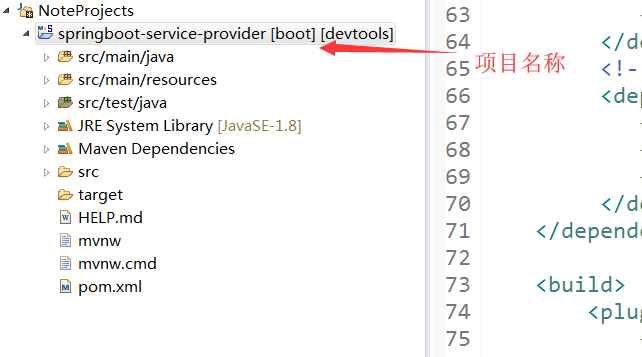 NoteProjects
springboot-service-provider [boot] [devtools]
src/main/java
src/main/resources
src/test/java
JRE System Library [JavaSE-1.8]
Maven Dependencies
src
target
HELP.md
mvnw
mvnw.cmd
pom.xml
项目名称
63
64 </de
65 <!--
66 <dep
67
68
69
70 </de
71 </depende
72
73 <build>
74 <plug
75